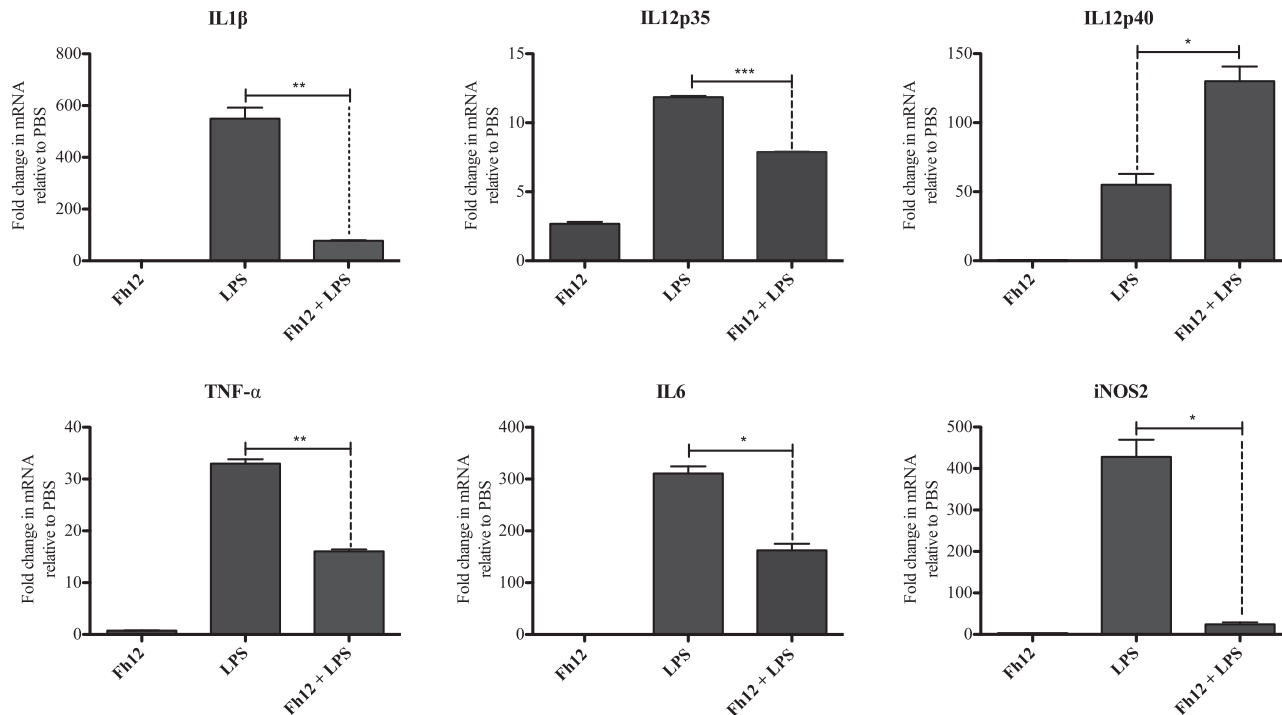 IL1β
Fold change in mRNA
relative to PBS
800
600
400
200
0
**
Fh12
LPS
Fh12 + LPS
IL12p35
Fold change in mRNA
relative to PBS
15
10
5
0
***
Fh12
LPS
Fh12 + LPS
IL12p40
Fold change in mRNA
relative to PBS
150
100
50
0
*
LPS
Fh12 + LPS
TNF-α
Fold change in mRNA
relative to PBS
40
30
20
10
0
**
Fh12
LPS
Fh12 + LPS
IL6
Fold change in mRNA
relative to PBS
400
300
200
100
0
*
Fh12
LPS
Fh12 + LPS
iNOS2
Fold change in mRNA
relative to PBS
500
400
300
200
100
0
*
Fh12
LPS
Fh12 + LPS